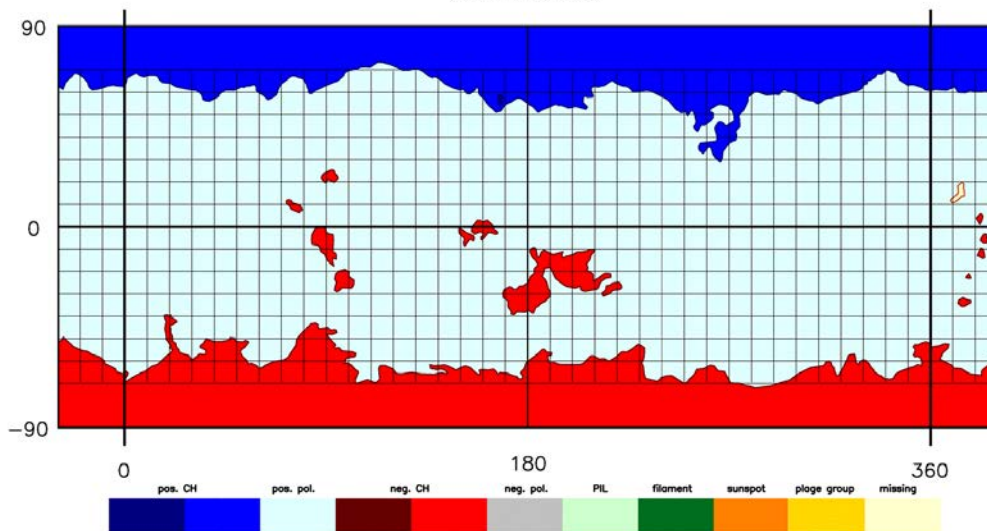 90
0
-90
0 180 360
pos. CH pos. pol. neg. CH neg. pol. PIL filament sunspot plage group missing